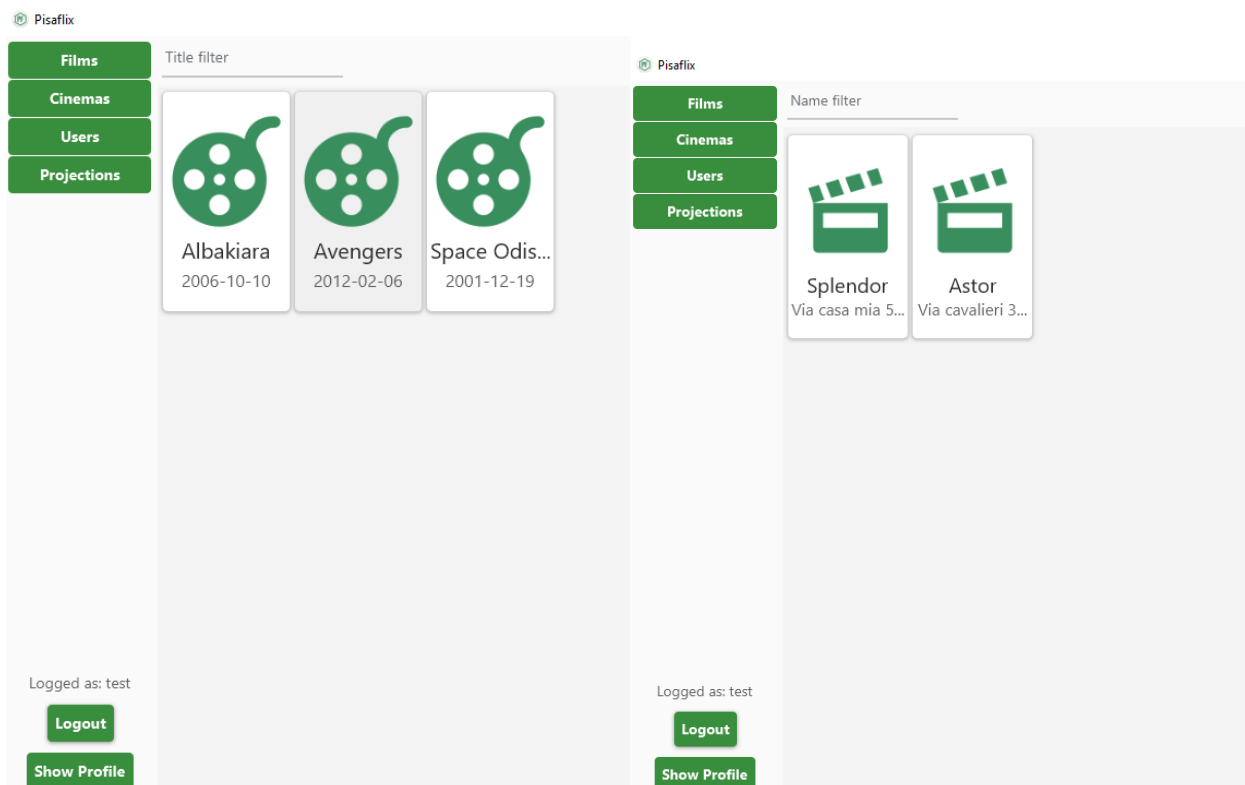 Pisaflix
Films
Cinemas
Users
Projections
Title filter
Albakiara
2006-10-10
Avengers
2012-02-06
Space Odis...
2001-12-19
Logged as: test
Logout
Show Profile
Pisaflix
Films
Cinemas
Users
Projections
Name filter
Splendor
Via casa mia 5...
Astor
Via cavalieri 3...
Logged as: test
Logout
Show Profile